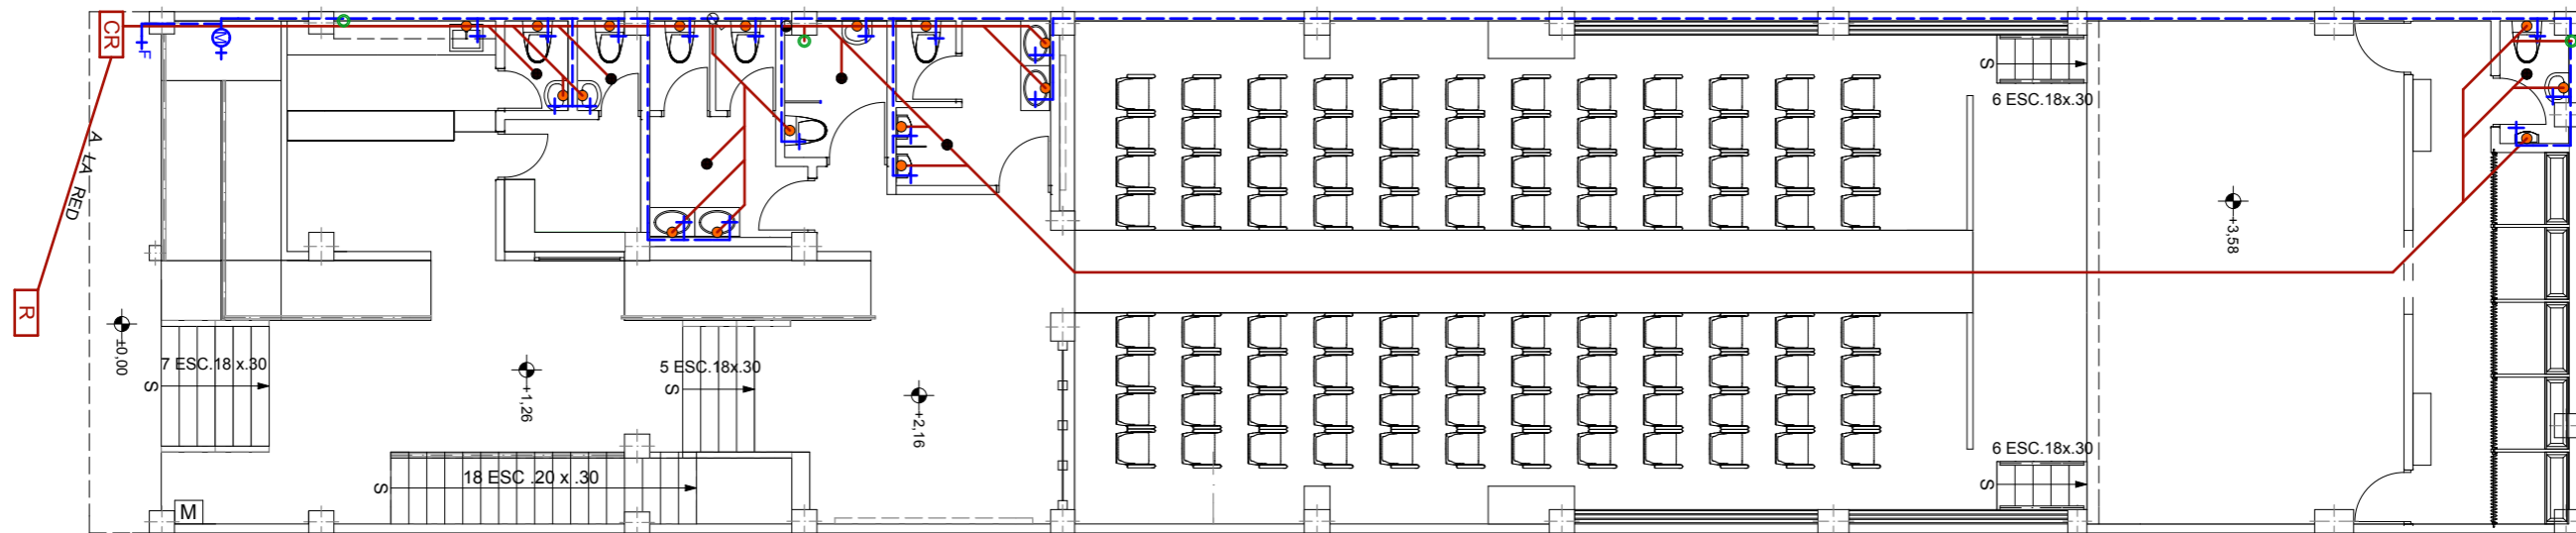 CR
F
M
A LA RED
R
±0,00
7 ESC.18 x.30
S
M
+1,26
18 ESC .20 x .30
S
5 ESC.18x.30
S
+2,16
6 ESC.18x.30
S
6 ESC.18x.30
S
+3,58